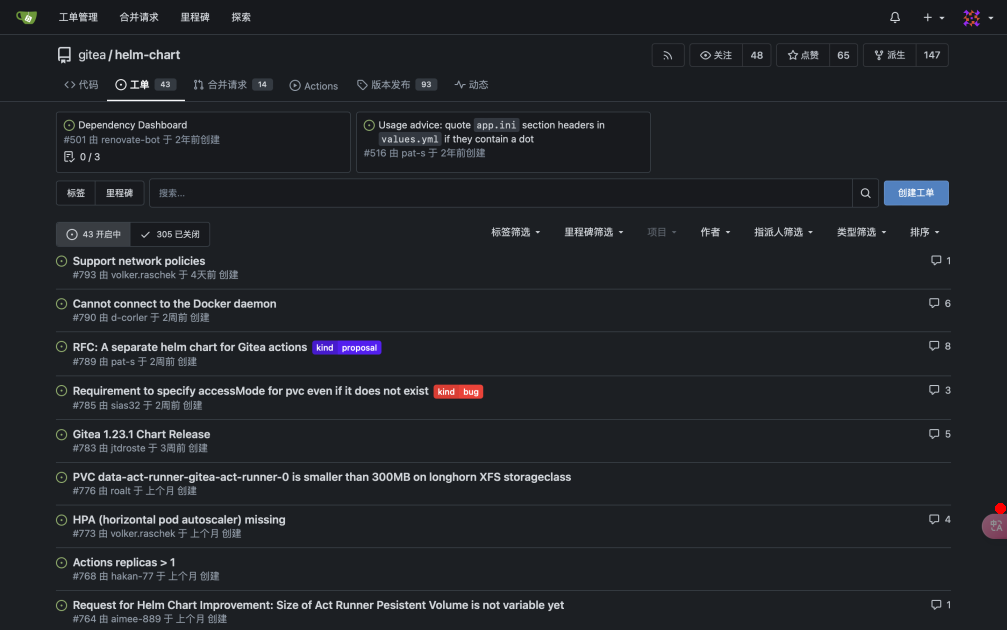 工单管理 合并请求 里程碑 探索
gitea / helm-chart
关注 48 点赞 65 派生 147
代码 工单 43 合并请求 14 Actions 版本发布 93 动态
Dependency Dashboard
#501 由 renovate-bot 于 2年前创建
0 / 3
Usage advice: quote app.ini section headers in
values.yml if they contain a dot
#516 由 pat-s 于 2年前创建
标签 里程碑 搜索... 创建工单
43 开启中 305 已关闭 标签筛选 里程碑筛选 项目 作者 指派人筛选 类型筛选 排序
Support network policies 1
#793 由 volker.raschek 于 4天前 创建
Cannot connect to the Docker daemon 6
#790 由 d-corler 于 2周前 创建
RFC: A separate helm chart for Gitea actions kind proposal 8
#789 由 pat-s 于 2周前 创建
Requirement to specify accessMode for pvc even if it does not exist kind bug 3
#785 由 sias32 于 2周前 创建
Gitea 1.23.1 Chart Release 5
#783 由 jtdroste 于 3周前 创建
PVC data-act-runner-gitea-act-runner-0 is smaller than 300MB on longhorn XFS storageclass
#776 由 roalt 于 上个月 创建
HPA (horizontal pod autoscaler) missing 4
#773 由 volker.raschek 于 上个月 创建
Actions replicas > 1
#768 由 hakan-77 于 上个月 创建
Request for Helm Chart Improvement: Size of Act Runner Pesistent Volume is not variable yet 1
#764 由 aimee-889 于 上个月 创建